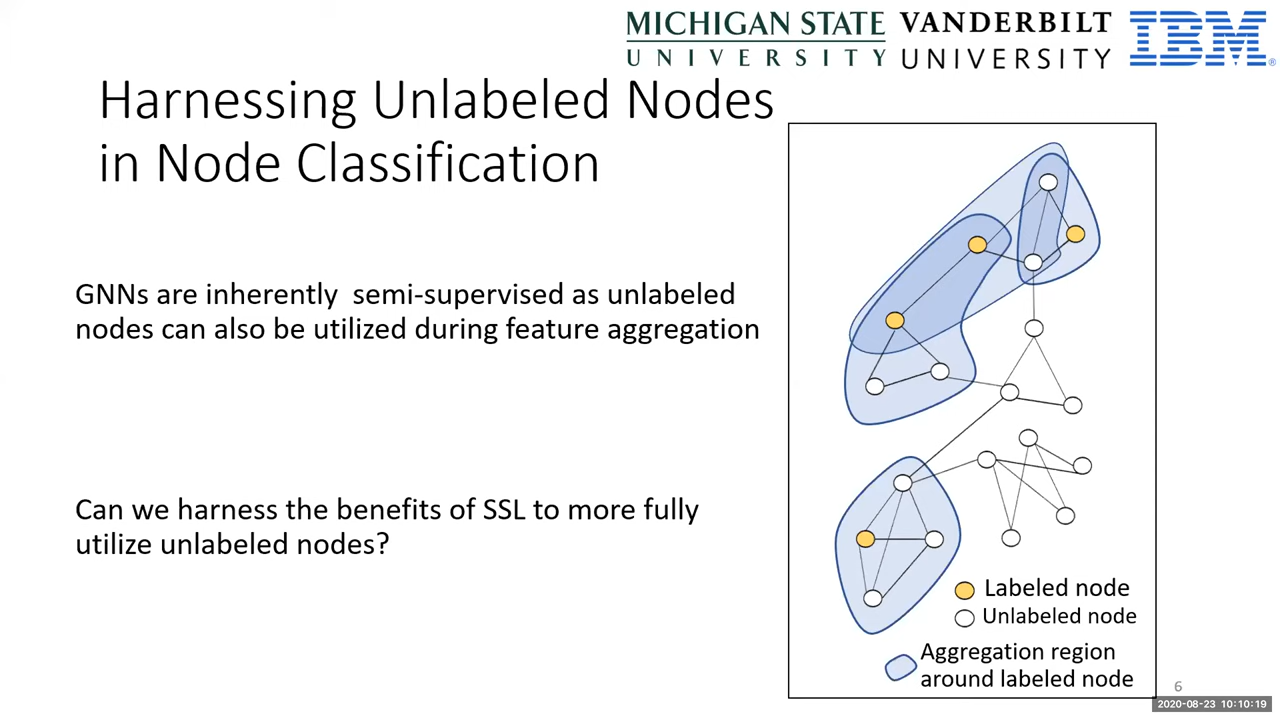 MICHIGAN STATE
UNIVERSITY
VANDERBILT
UNIVERSITY
IBM®
Harnessing Unlabeled Nodes
in Node Classification
GNNs are inherently semi-supervised as unlabeled
nodes can also be utilized during feature aggregation
Can we harness the benefits of SSL to more fully
utilize unlabeled nodes?
Labeled node
Unlabeled node
Aggregation region
around labeled node
6
2020-08-23 10:10:19